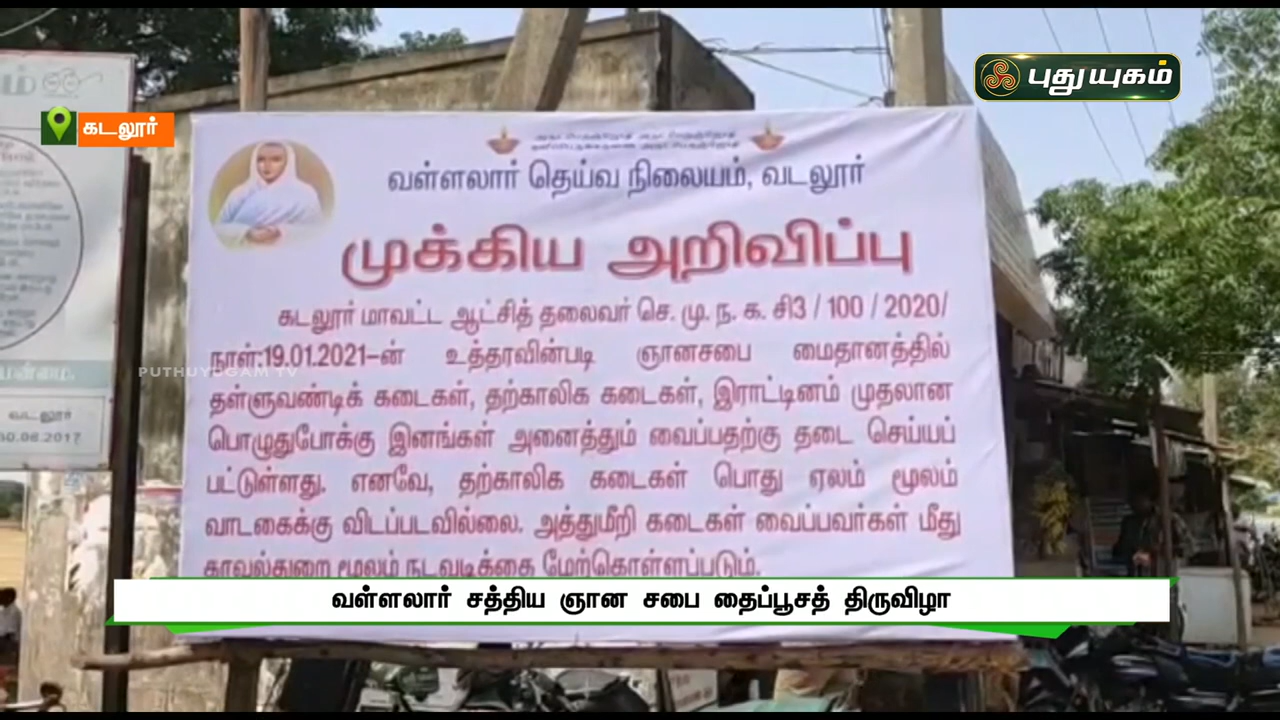 புதுயுகம்
கடலூர்
வள்ளலார் தெய்வ நிலையம், வடலூர்
முக்கிய அறிவிப்பு
கடலூர் மாவட்ட ஆட்சித் தலைவர் செ. மு. ந. க. சி3 / 100 / 2020/
நாள்:19.01.2021–ன் உத்தரவின்படி ஞானசபை மைதானத்தில்
தள்ளுவண்டிக் கடைகள், தற்காலிக கடைகள், இராட்டினம் முதலான
பொழுதுபோக்கு இனங்கள் அனைத்தும் வைப்பதற்கு தடை செய்யப்
பட்டுள்ளது. எனவே, தற்காலிக கடைகள் பொது ஏலம் மூலம்
வாடகைக்கு விடப்படவில்லை. அத்துமீறி கடைகள் வைப்பவர்கள் மீது
காவல்துறை மூலம் நடவடிக்கை மேற்கொள்ளப்படும்.
PUTHUYUGAM TV
வடலூர்
வள்ளலார் சத்திய ஞான சபை தைப்பூசத் திருவிழா